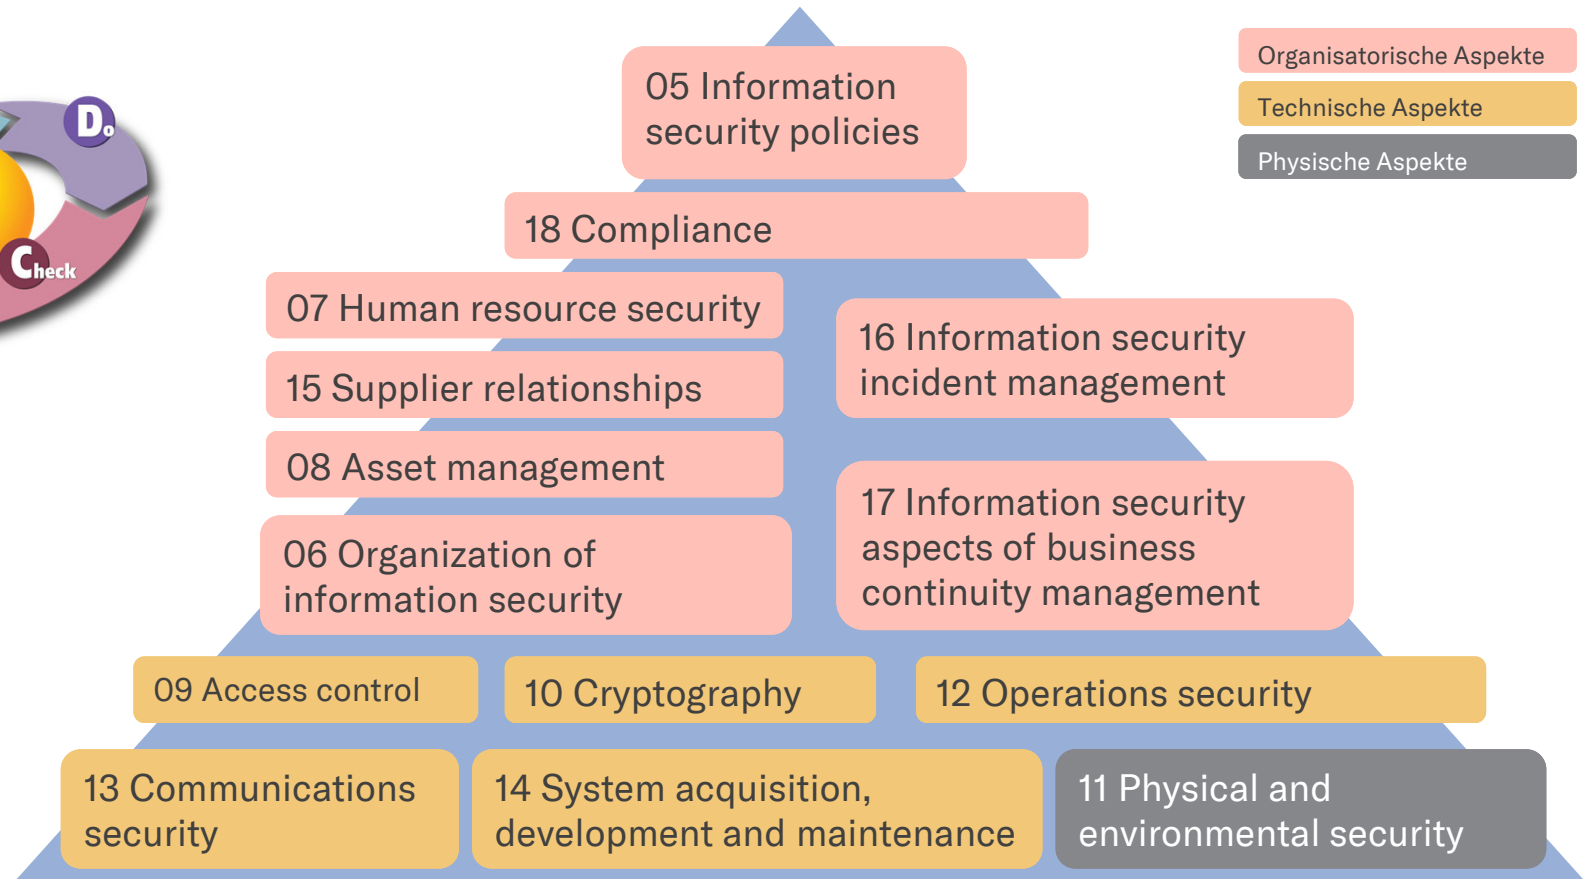 Do
Check
Organisatorische Aspekte
Technische Aspekte
Physische Aspekte
05 Information
security policies
18 Compliance
07 Human resource security
15 Supplier relationships
08 Asset management
06 Organization of
information security
16 Information security
incident management
17 Information security
aspects of business
continuity management
09 Access control
10 Cryptography
12 Operations security
13 Communications
security
14 System acquisition,
development and maintenance
11 Physical and
environmental security